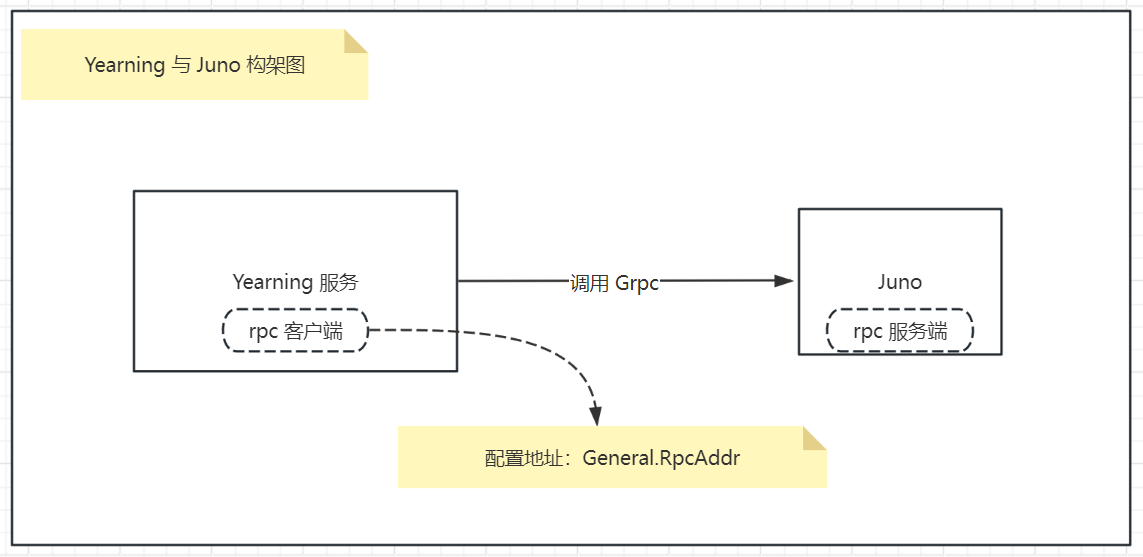 Yearning 与 Juno 构架图
Yearning 服务
调用 Grpc
Juno
rpc 客户端
rpc 服务端
配置地址：General.RpcAddr